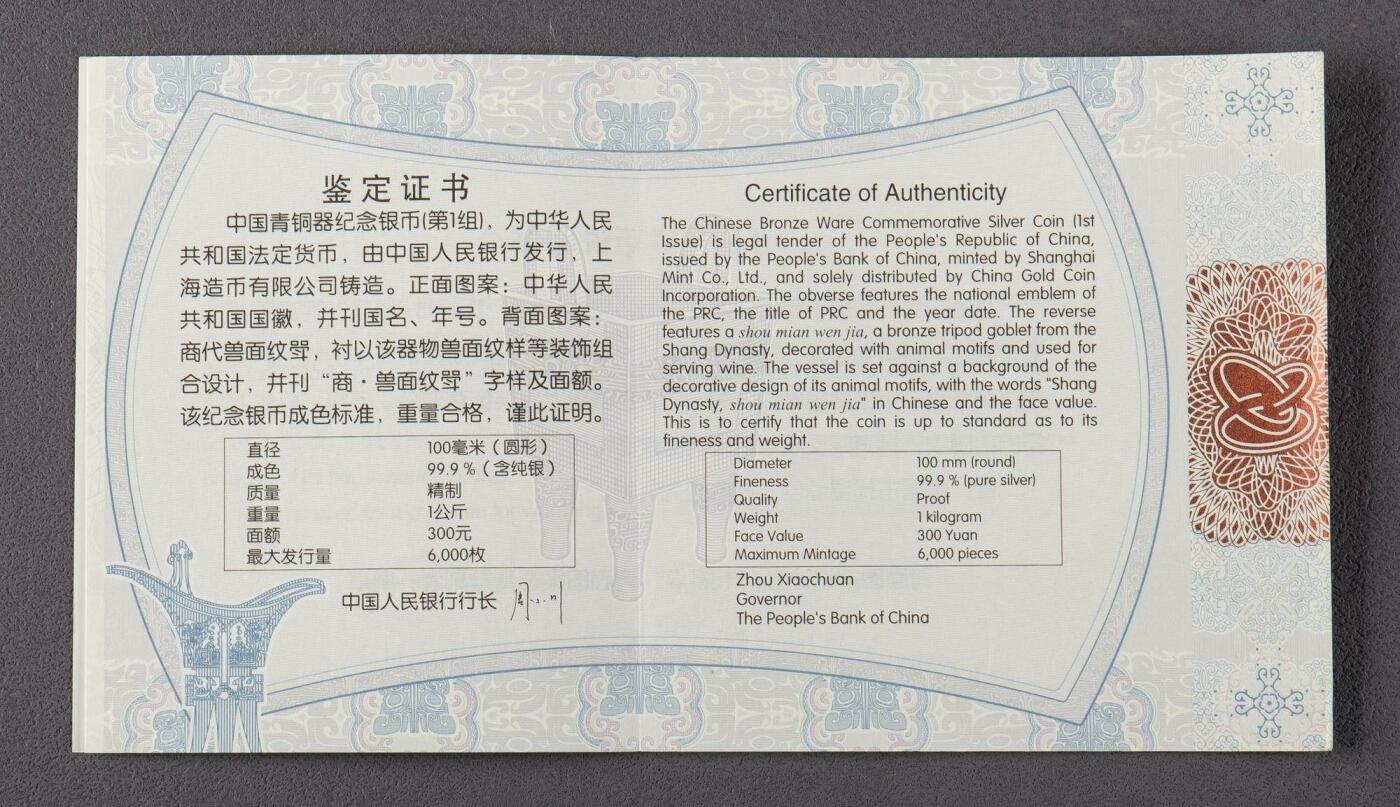 鉴定证书
中国青铜器纪念银币(第1组)，为中华人民
共和国法定货币，由中国人民银行发行，上
海造币有限公司铸造。正面图案：中华人民
共和国国徽，并刊国名、年号。背面图案：
商代兽面纹斝，衬以该器物兽面纹样等装饰组
合设计，并刊“商·兽面纹斝”字样及面额。
该纪念银币成色标准，重量合格，谨此证明。
直径 100毫米（圆形）
成色 99.9％（含纯银）
质量 精制
重量 1公斤
面额 300元
最大发行量 6,000枚
中国人民银行行长 周小川
Certificate of Authenticity
The Chinese Bronze Ware Commemorative Silver Coin (1st
Issue) is legal tender of the People's Republic of China,
issued by the People's Bank of China, minted by Shanghai
Mint Co., Ltd., and solely distributed by China Gold Coin
Incorporation. The obverse features the national emblem of
the PRC, the title of PRC and the year date. The reverse
features a shou mian wen jia, a bronze tripod goblet from the
Shang Dynasty, decorated with animal motifs and used for
serving wine. The vessel is set against a background of the
decorative design of its animal motifs, with the words "Shang
Dynasty, shou mian wen jia" in Chinese and the face value.
This is to certify that the coin is up to standard as to its
fineness and weight.
Diameter 100 mm (round)
Fineness 99.9 % (pure silver)
Quality Proof
Weight 1 kilogram
Face Value 300 Yuan
Maximum Mintage 6,000 pieces
Zhou Xiaochuan
Governor
The People's Bank of China